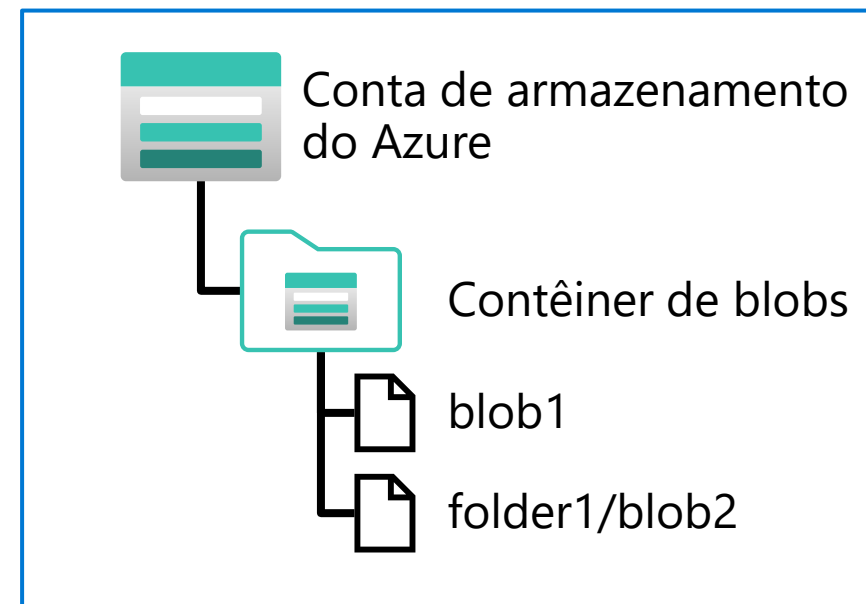 Conta de armazenamento
do Azure
Contêiner de blobs
blob1
folder1/blob2